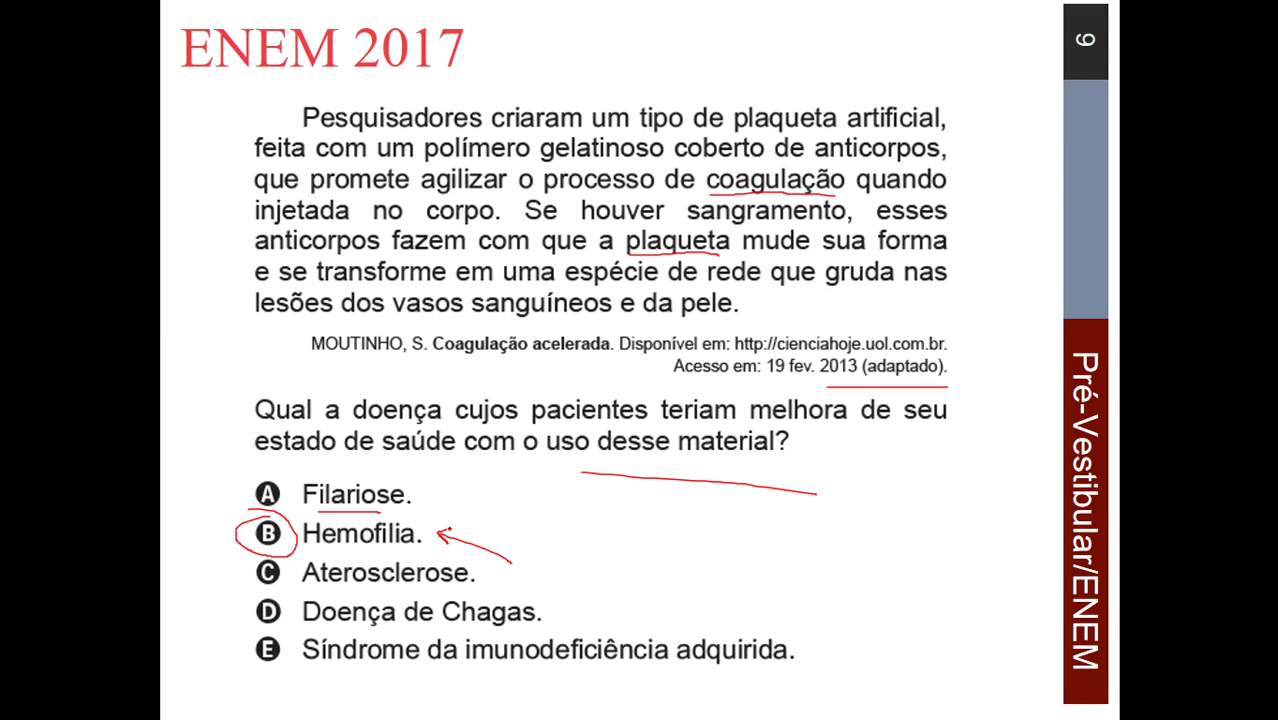 ENEM 2017
Pesquisadores criaram um tipo de plaqueta artificial,
feita com um polímero gelatinoso coberto de anticorpos,
que promete agilizar o processo de coagulação quando
injetada no corpo. Se houver sangramento, esses
anticorpos fazem com que a plaqueta mude sua forma
e se transforme em uma espécie de rede que gruda nas
lesões dos vasos sanguíneos e da pele.
MOUTINHO, S. Coagulação acelerada. Disponível em: http://cienciahoje.uol.com.br.
Acesso em: 19 fev. 2013 (adaptado).
Qual a doença cujos pacientes teriam melhora de seu
estado de saúde com o uso desse material?
A Filariose.
B Hemofilia.
C Aterosclerose.
D Doença de Chagas.
E Síndrome da imunodeficiência adquirida.
9
Pré-Vestibular/ENEM